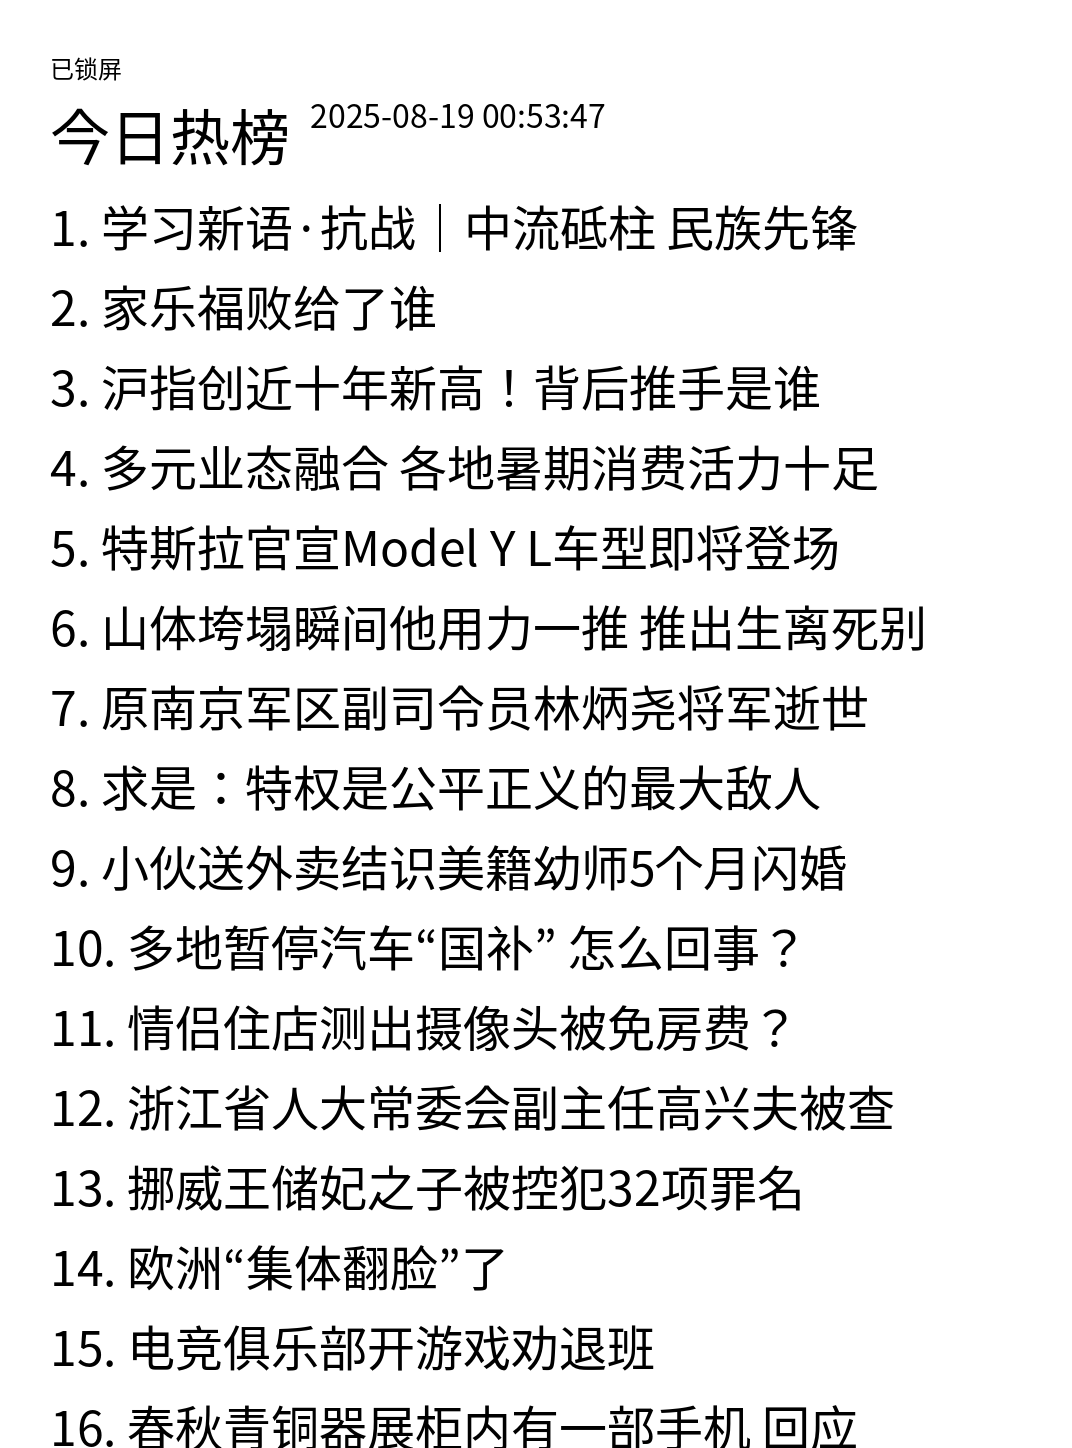 已锁屏
今日热榜 2025-08-19 00:53:47
1. 学习新语·抗战｜中流砥柱 民族先锋
2. 家乐福败给了谁
3. 沪指创近十年新高！背后推手是谁
4. 多元业态融合 各地暑期消费活力十足
5. 特斯拉官宣Model Y L车型即将登场
6. 山体垮塌瞬间他用力一推 推出生离死别
7. 原南京军区副司令员林炳尧将军逝世
8. 求是：特权是公平正义的最大敌人
9. 小伙送外卖结识美籍幼师5个月闪婚
10. 多地暂停汽车“国补” 怎么回事？
11. 情侣住店测出摄像头被免房费？
12. 浙江省人大常委会副主任高兴夫被查
13. 挪威王储妃之子被控犯32项罪名
14. 欧洲“集体翻脸”了
15. 电竞俱乐部开游戏劝退班
16. 春秋青铜器展柜内有一部手机 回应